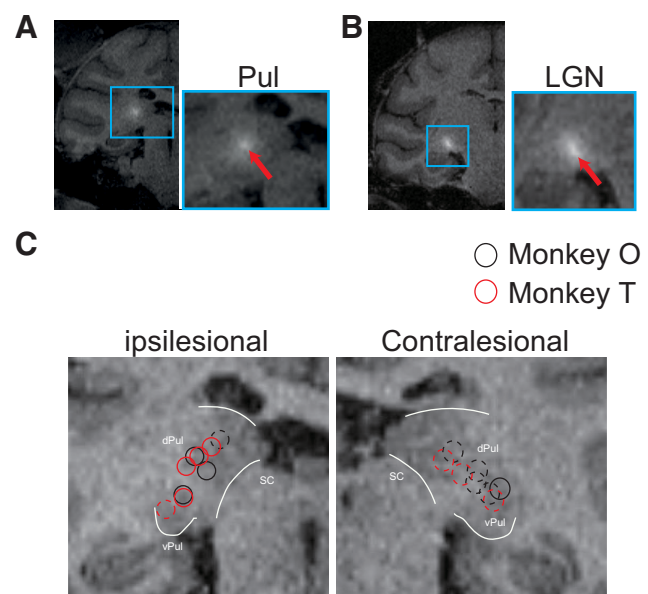 A
Pul
B
LGN
C
Monkey O
Monkey T
ipsilesional
Contralesional
dPul
SC
vPul
dPul
SC
vPul